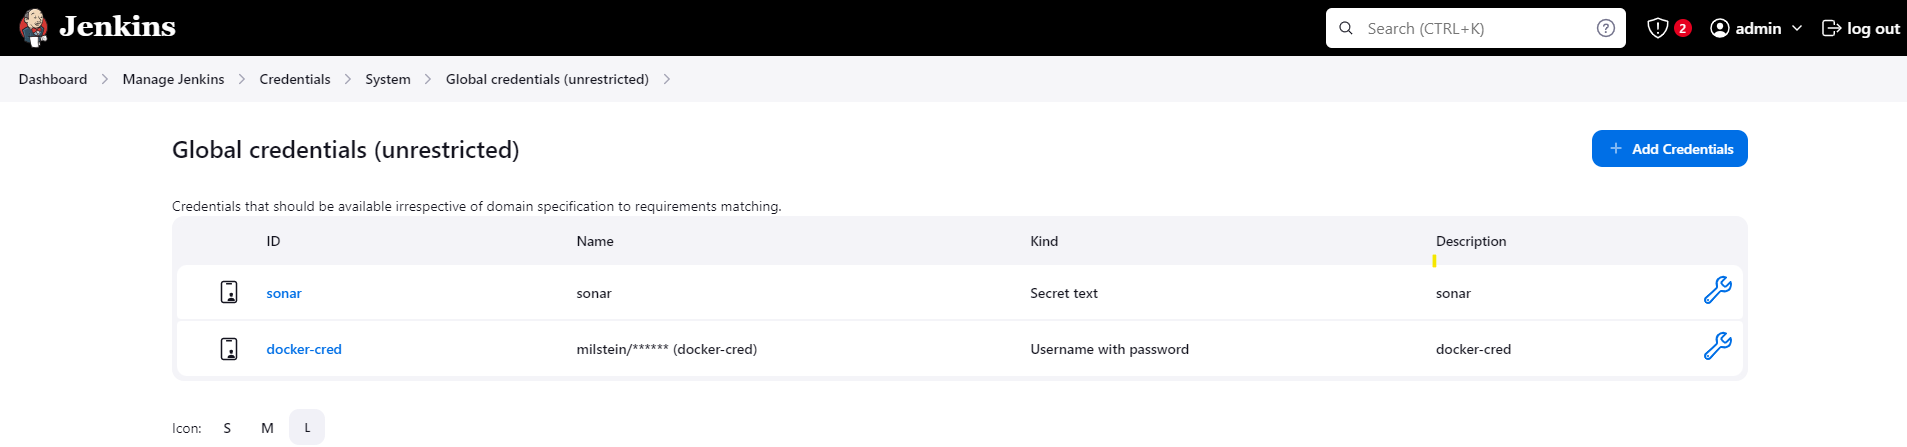 Jenkins Search (CTRL+K) 2 admin log out
Dashboard Manage Jenkins Credentials System Global credentials (unrestricted)
Global credentials (unrestricted) + Add Credentials
Credentials that should be available irrespective of domain specification to requirements matching.
ID Name Kind Description
sonar sonar Secret text sonar
docker-cred milstein/****** (docker-cred) Username with password docker-cred
Icon: S M L